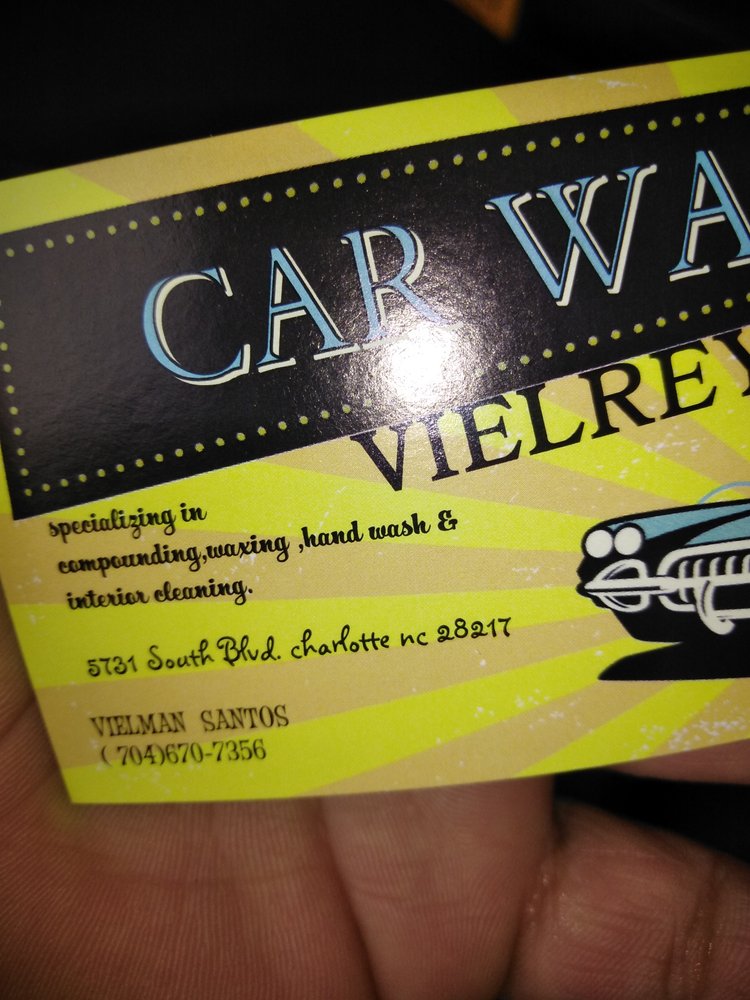 CAR WA
VIELREY
specializing in
compounding,waxing ,hand wash &
interior cleaning.
5731 South Blvd. charlotte nc 28217
VIELMAN SANTOS
( 704)670-7356